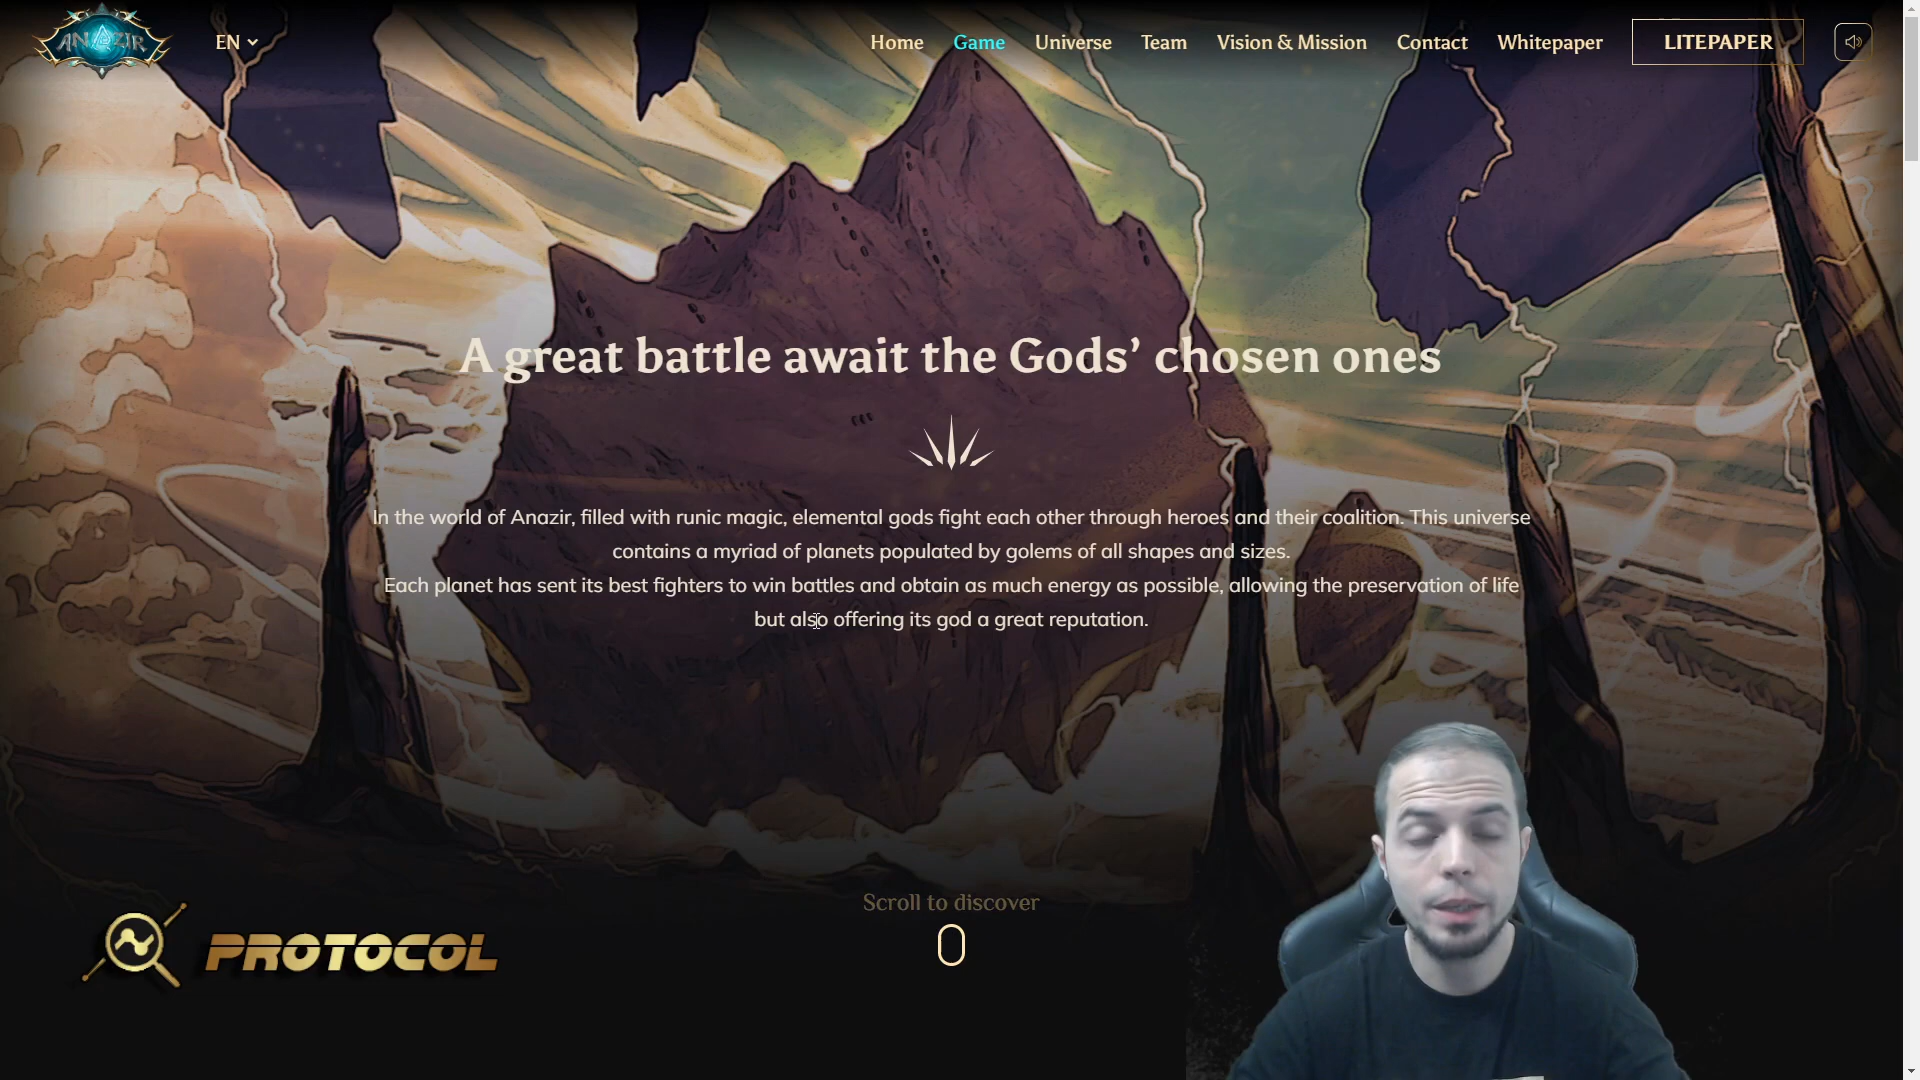 ANAZIR
EN
Home
Game
Universe
Team
Vision & Mission
Contact
Whitepaper
LITEPAPER
A great battle await the Gods’ chosen ones
In the world of Anazir, filled with runic magic, elemental gods fight each other through heroes and their coalition. This universe
contains a myriad of planets populated by golems of all shapes and sizes.
Each planet has sent its best fighters to win battles and obtain as much energy as possible, allowing the preservation of life
but also offering its god a great reputation.
Scroll to discover
PROTOCOL